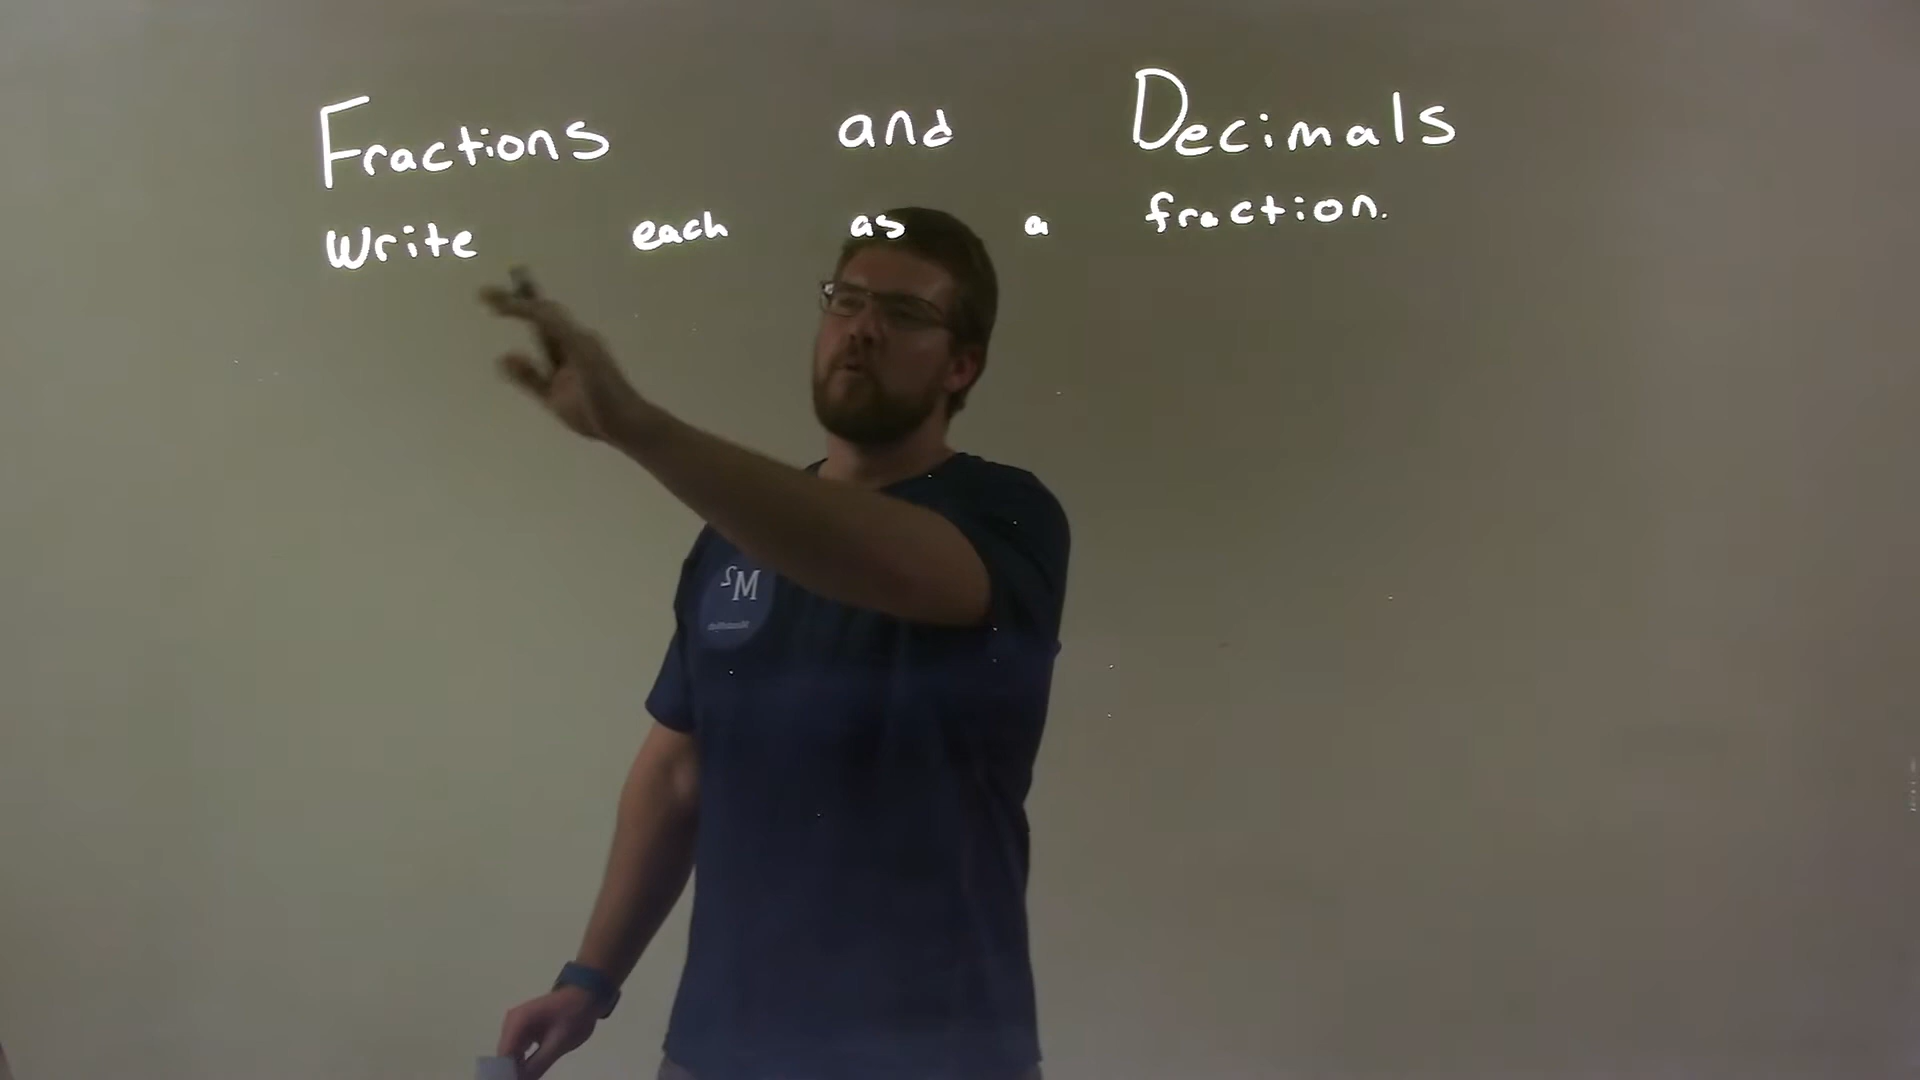 Fractions and Decimals
Write each as a fraction.